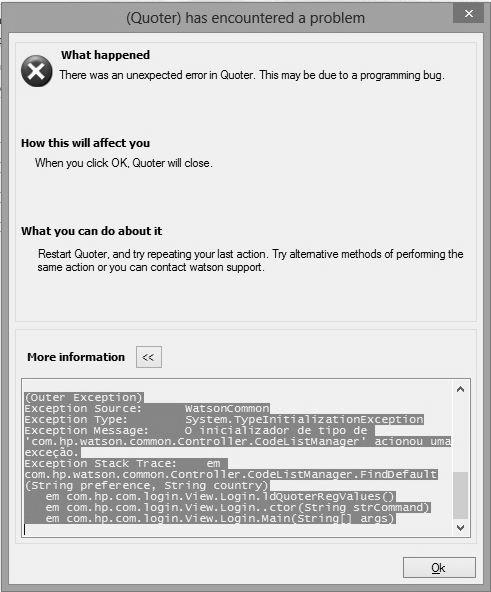 (Quoter) has encountered a problem
What happened
There was an unexpected error in Quoter. This may be due to a programming bug.
How this will affect you
When you click OK, Quoter will close.
What you can do about it
Restart Quoter, and try repeating your last action. Try alternative methods of performing the
same action or you can contact watson support.
More information <<
(Outer Exception)
Exception Source: WatsonCommon
Exception Type: System.TypeInitializationException
Exception Message: O inicializador de tipo de
'com.hp.watson.common.Controller.CodeListManager' acionou uma
exceção.
Exception Stack Trace: em
com.hp.watson.common.Controller.CodeListManager.FindDefault
(String preference, String country)
em com.hp.com.login.View.Login.ldQuoterRegValues()
em com.hp.com.login.View.Login..ctor(String strCommand)
em com.hp.com.login.View.Login.Main(String[] args)
Ok